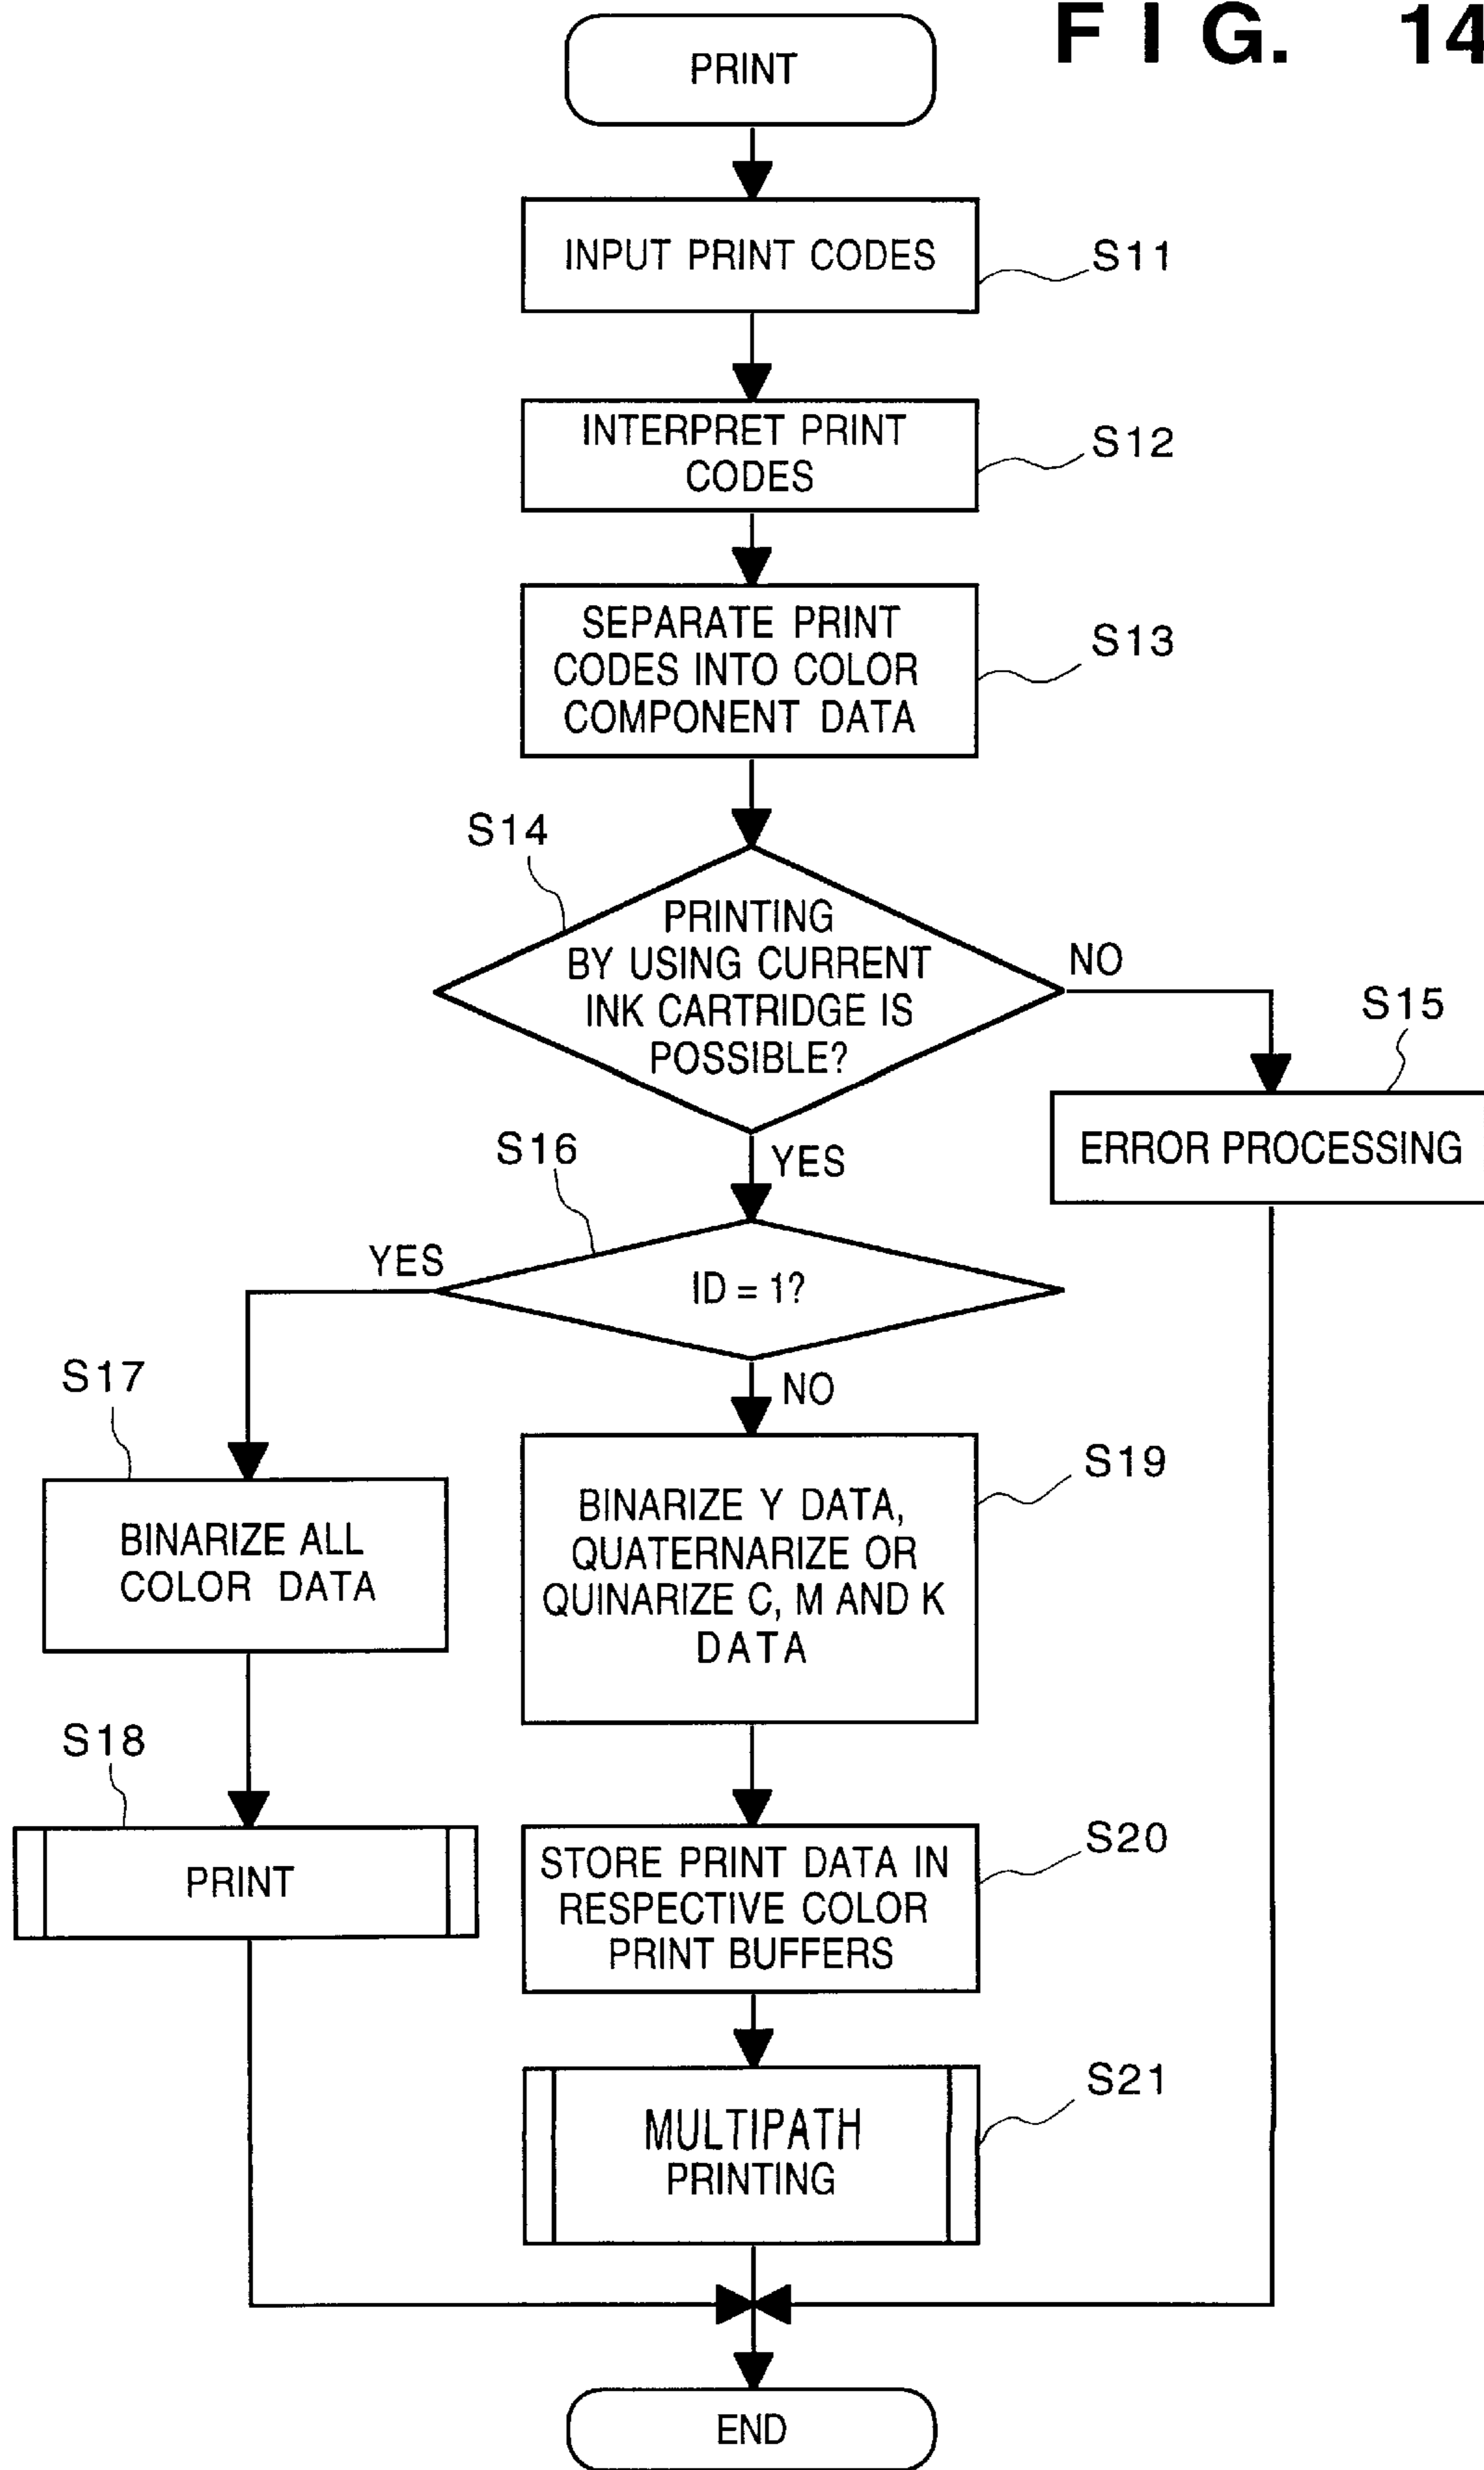 FIG. 14
PRINT
INPUT PRINT CODES
S11
INTERPRET PRINT
CODES
S12
SEPARATE PRINT
CODES INTO COLOR
COMPONENT DATA
S13
S14
PRINTING
BY USING CURRENT
INK CARTRIDGE IS
POSSIBLE?
NO
S15
ERROR PROCESSING
YES
S16
ID = 1?
YES
NO
S17
BINARIZE ALL
COLOR DATA
S19
BINARIZE Y DATA,
QUATERNARIZE OR
QUINARIZE C, M AND K
DATA
S18
PRINT
S20
STORE PRINT DATA IN
RESPECTIVE COLOR
PRINT BUFFERS
S21
MULTIPATH
PRINTING
END